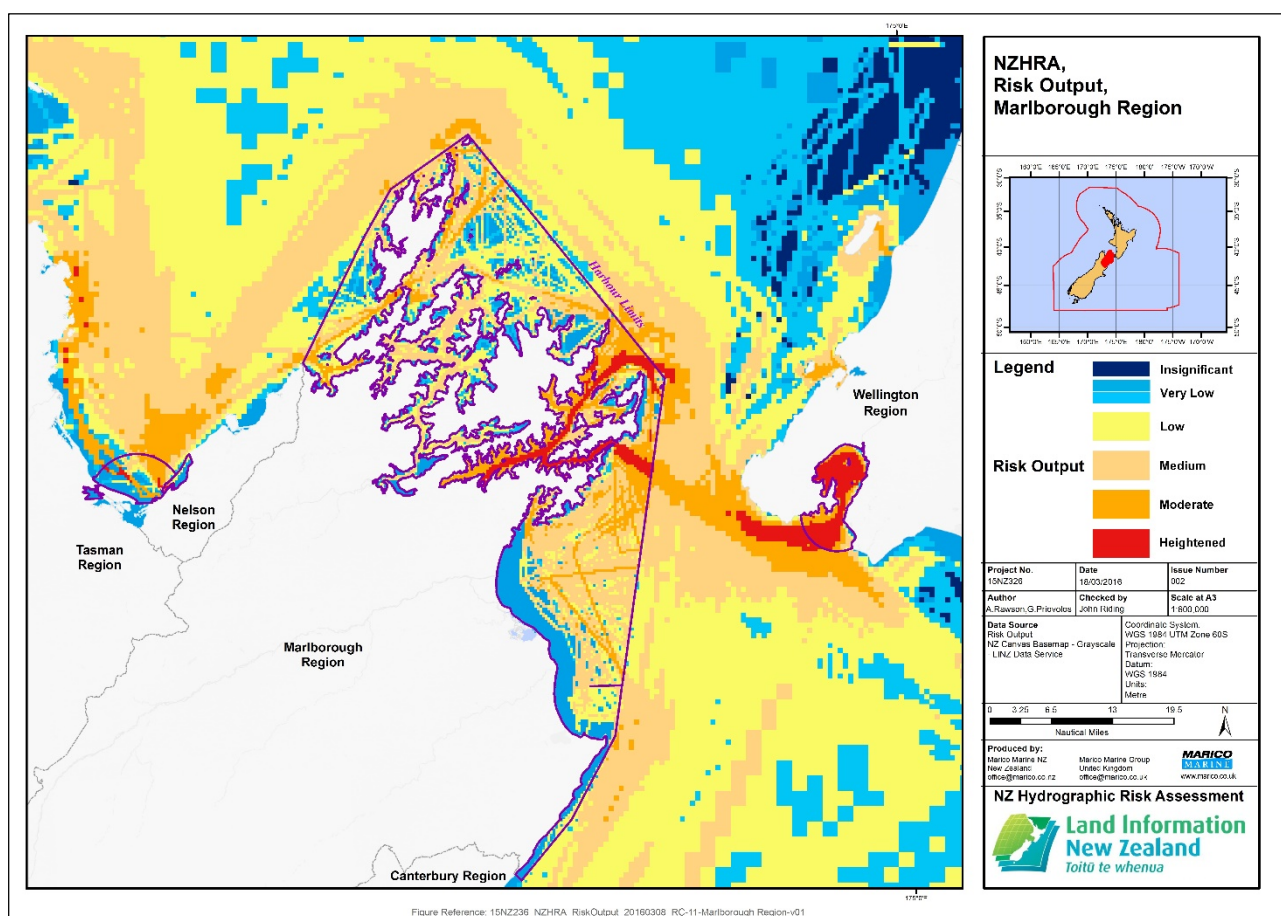 175°0'E
NZHRA,
Risk Output,
Marlborough Region
Harbour Limits
Wellington
Region
Nelson
Region
Tasman
Region
Marlborough
Region
Canterbury Region
175°0'E
Legend
Risk Output
Insignificant
Very Low
Low
Medium
Moderate
Heightened
Project No.
15NZ326
Date
18/03/2016
Issue Number
002
Author
A.Rawson,G.Priovolos
Checked by
John Riding
Scale at A3
1:600,000
Data Source
Risk Output
NZ Canvas Basemap - Grayscale
LINZ Data Service
Coordinate System:
WGS 1984 UTM Zone 60S
Projection:
Transverse Mercator
Datum:
WGS 1984
Units:
Metre
0 3.25 6.5 13 19.5
Nautical Miles
N
Produced by:
Marico Marine NZ
New Zealand
office@marico.co.nz
Marico Marine Group
United Kingdom
office@marico.co.uk
MARICO
MARINE
www.marico.co.uk
NZ Hydrographic Risk Assessment
Land Information
New Zealand
Toitū te whenua
Figure Reference: 15NZ236_NZHRA_RiskOutput_20160308_RC-11-Marlborough Region-v01